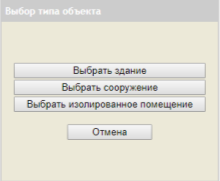 Выбор типа объекта
Выбрать здание
Выбрать сооружение
Выбрать изолированное помещение
Отмена